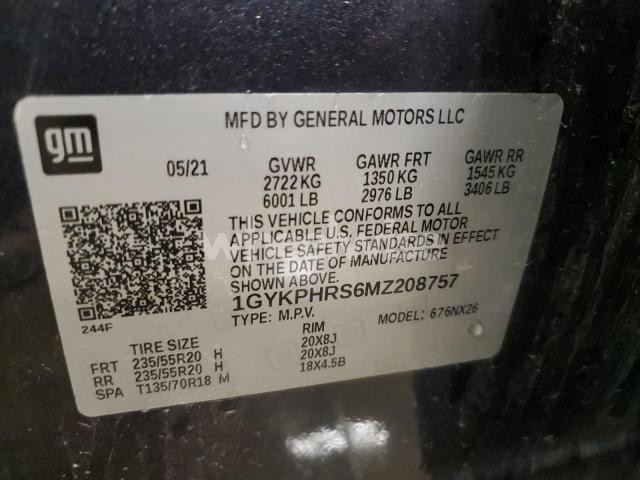 gm
MFD BY GENERAL MOTORS LLC
05/21 GVWR GAWR FRT GAWR RR
2722 KG 1350 KG 1545 KG
6001 LB 2976 LB 3406 LB
THIS VEHICLE CONFORMS TO ALL
APPLICABLE U.S. FEDERAL MOTOR
VEHICLE SAFETY STANDARDS IN EFFECT
ON THE DATE OF MANUFACTURE
1GYKPHRS6MZ208757
244F TYPE: M.P.V. MODEL: 676NX26
TIRE SIZE RIM
FRT 235/55R20 H 20X8J
RR 235/55R20 H 20X8J
SPA T135/70R18 M 18X4.5B